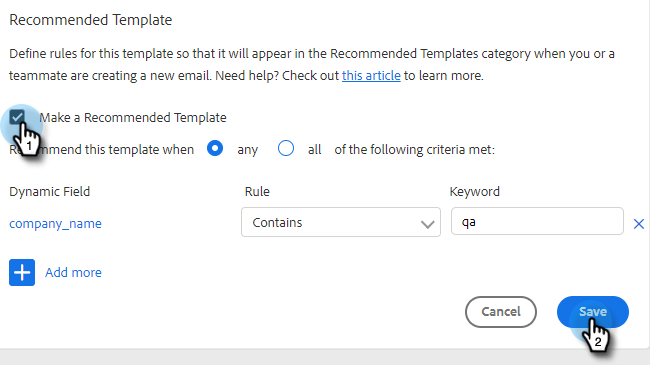 Recommended Template
Define rules for this template so that it will appear in the Recommended Templates category when you or a
teammate are creating a new email. Need help? Check out this article to learn more.
Make a Recommended Template
1
Recommend this template when any all of the following criteria met:
Dynamic Field Rule Keyword
company_name Contains qa
Add more
Cancel Save
2